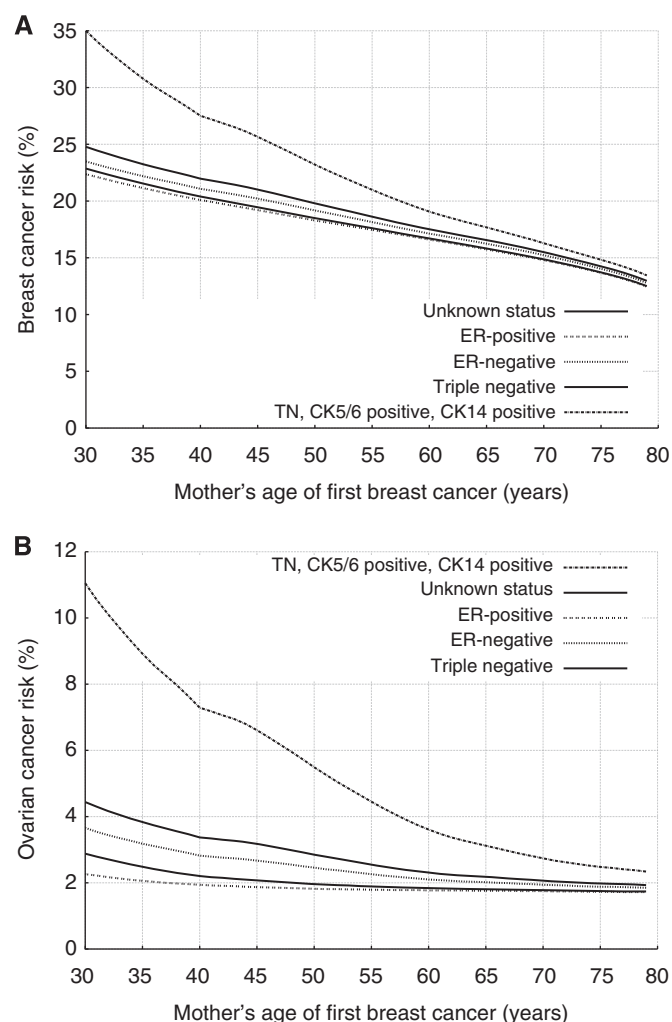 A
35
30
25
20
15
10
5
0
Breast cancer risk (%)
Unknown status
ER-positive
ER-negative
Triple negative
TN, CK5/6 positive, CK14 positive
30 35 40 45 50 55 60 65 70 75 80
Mother's age of first breast cancer (years)
B
12
10
8
6
4
2
0
Ovarian cancer risk (%)
TN, CK5/6 positive, CK14 positive
Unknown status
ER-positive
ER-negative
Triple negative
30 35 40 45 50 55 60 65 70 75 80
Mother's age of first breast cancer (years)